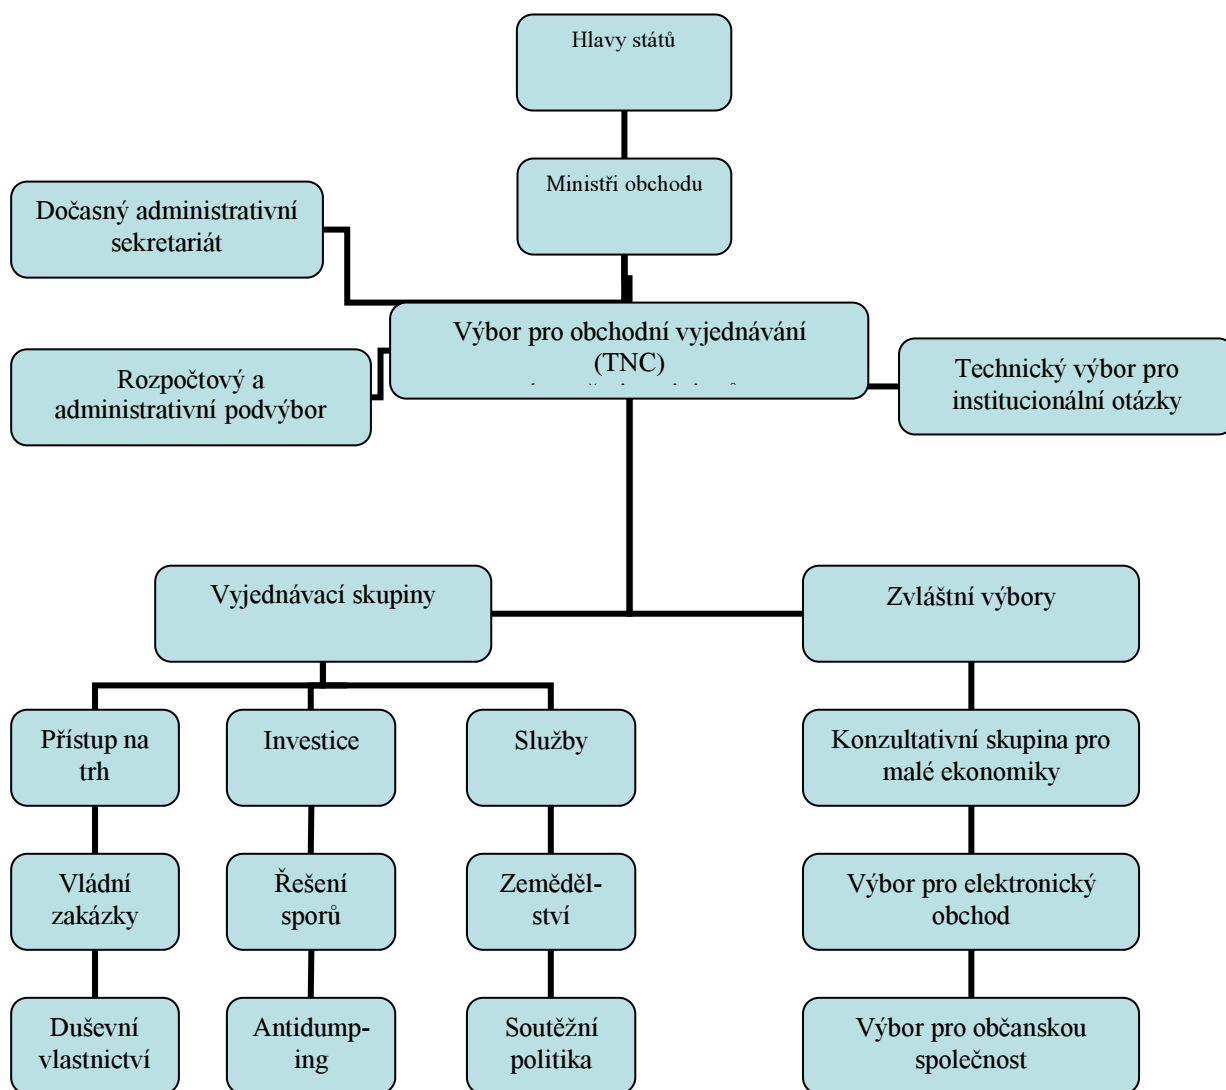 Hlavy států
Ministři obchodu
Dočasný administrativní
sekretariát
Výbor pro obchodní vyjednávání
(TNC)
Rozpočtový a
administrativní podvýbor
Technický výbor pro
institucionální otázky
Vyjednávací skupiny
Zvláštní výbory
Přístup na
trh
Investice
Služby
Konzultativní skupina pro
malé ekonomiky
Vládní
zakázky
Řešení
sporů
Zeměděl-
ství
Výbor pro elektronický
obchod
Duševní
vlastnictví
Antidump-
ing
Soutěžní
politika
Výbor pro občanskou
společnost